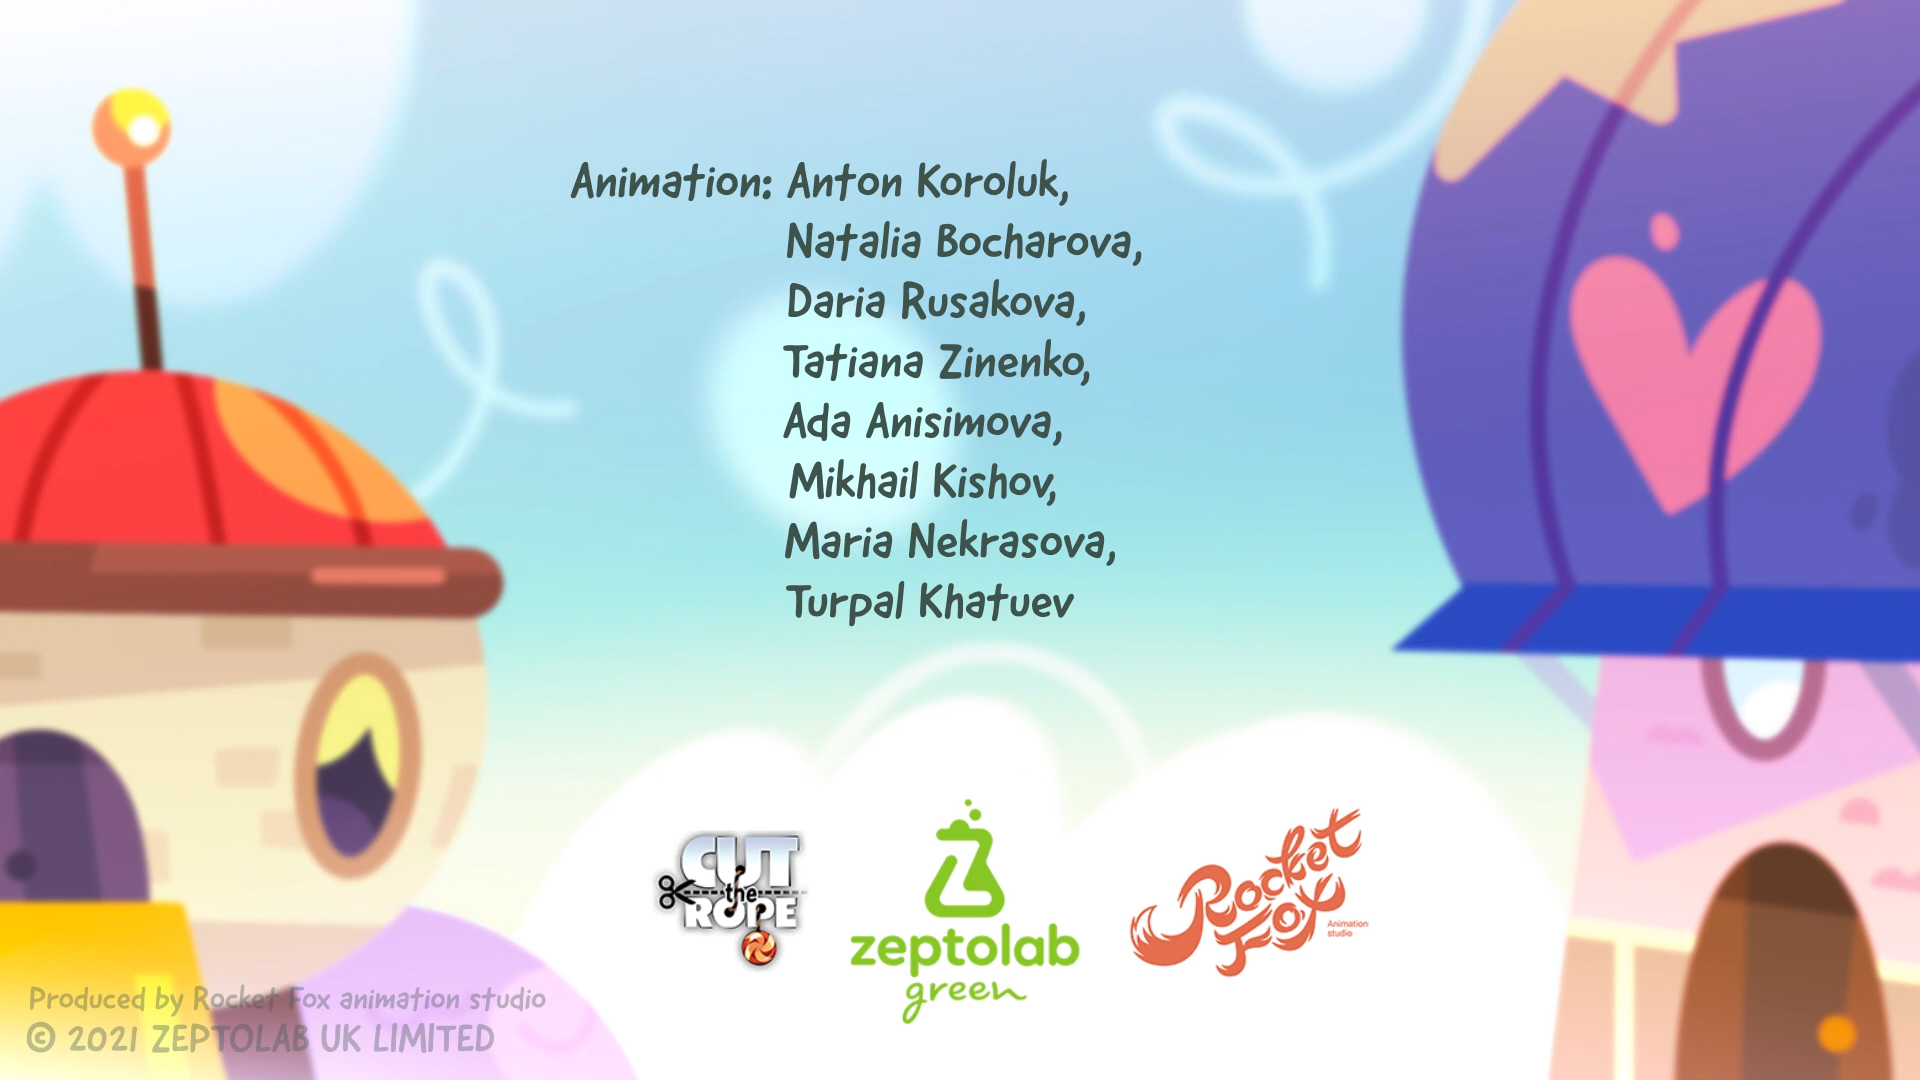 Animation: Anton Koroluk,
Natalia Bocharova,
Daria Rusakova,
Tatiana Zinenko,
Ada Anisimova,
Mikhail Kishov,
Maria Nekrasova,
Turpal Khatuev
CUT
the
ROPE
zeptolab
green
Rocket
Fox
Animation
studio
Produced by Rocket Fox animation studio
© 2021 ZEPTOLAB UK LIMITED